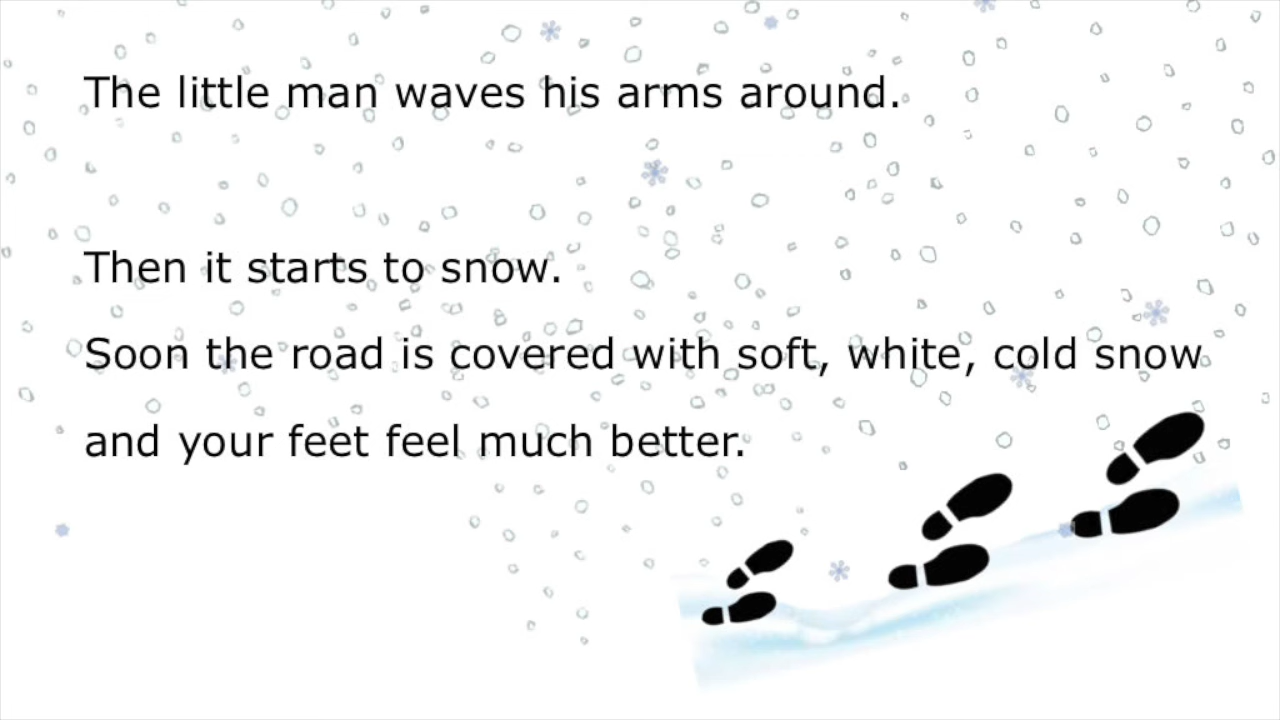 The little man waves his arms around.
Then it starts to snow.
Soon the road is covered with soft, white, cold snow
and your feet feel much better.